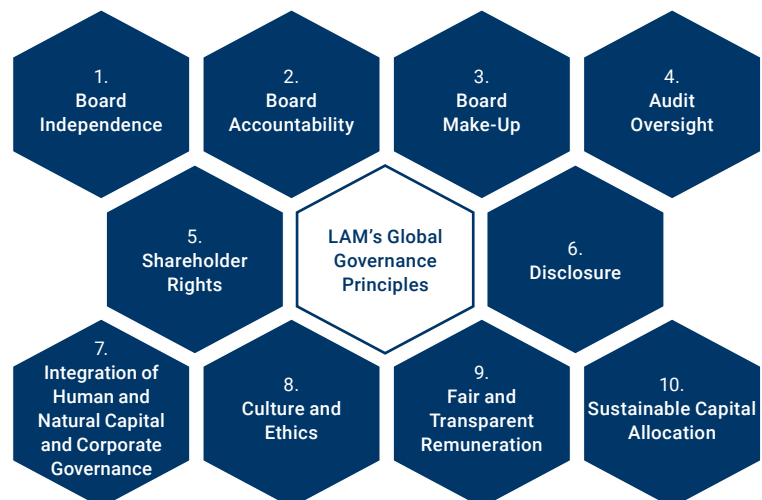 1.
Board
Independence
2.
Board
Accountability
3.
Board
Make-Up
4.
Audit
Oversight
5.
Shareholder
Rights
LAM's Global
Governance
Principles
6.
Disclosure
7.
Integration of
Human and
Natural Capital
and Corporate
Governance
8.
Culture and
Ethics
9.
Fair and
Transparent
Remuneration
10.
Sustainable Capital
Allocation